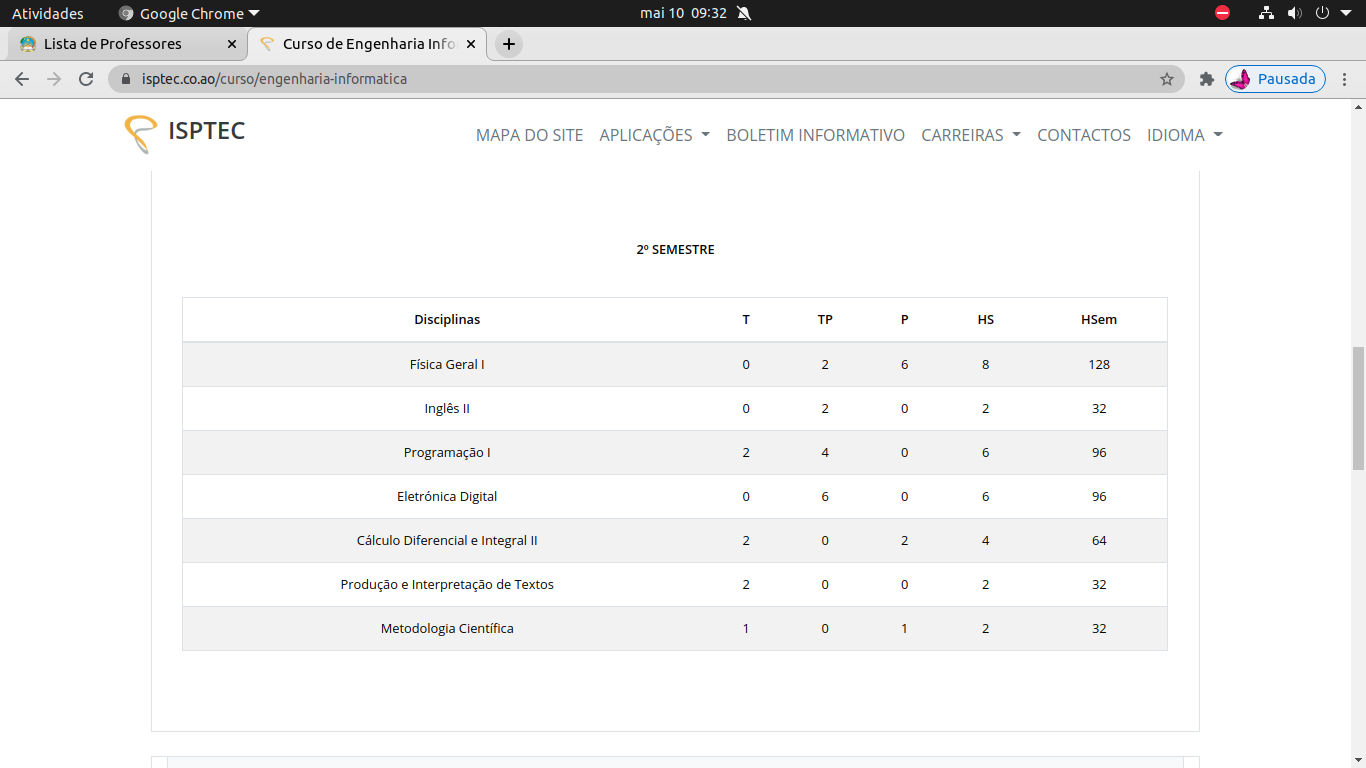 Atividades Google Chrome mai 10 09:32
Lista de Professores Curso de Engenharia Info
isptec.co.ao/curso/engenharia-informatica Pausada
ISPTEC MAPA DO SITE APLICAÇÕES BOLETIM INFORMATIVO CARREIRAS CONTACTOS IDIOMA
2º SEMESTRE
Disciplinas T TP P HS HSem
Física Geral I 0 2 6 8 128
Inglês II 0 2 0 2 32
Programação I 2 4 0 6 96
Eletrónica Digital 0 6 0 6 96
Cálculo Diferencial e Integral II 2 0 2 4 64
Produção e Interpretação de Textos 2 0 0 2 32
Metodologia Científica 1 0 1 2 32